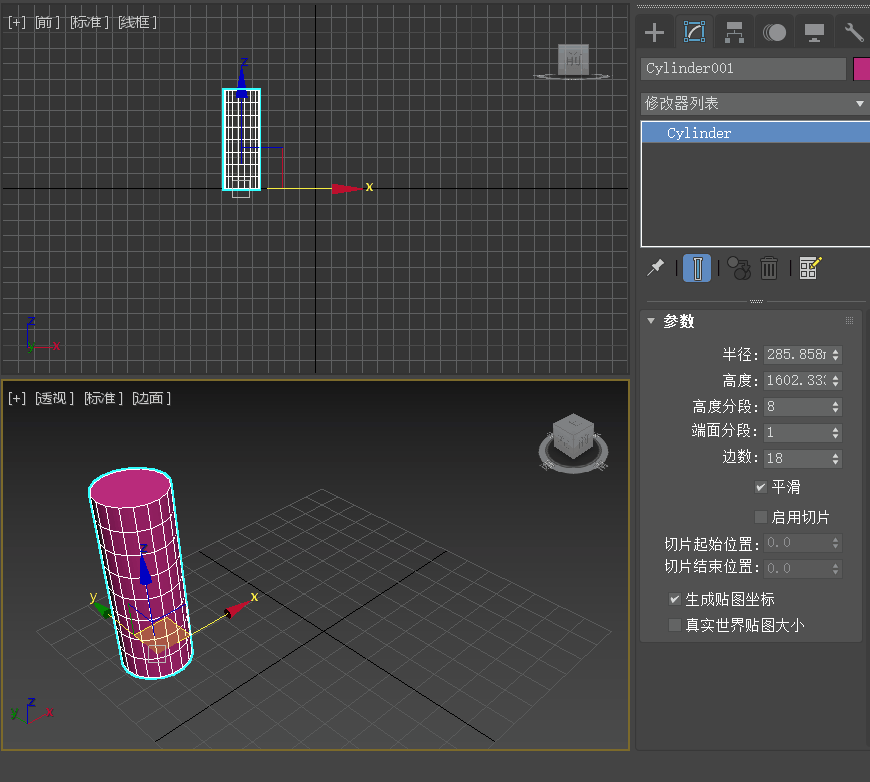 [+] [前] [标准] [线框]
z
前
x
z
y x
[+] [透视] [标准] [边面]
z
y
x
z
y x
Cylinder001
修改器列表
Cylinder
参数
半径: 285.858
高度: 1602.333
高度分段: 8
端面分段: 1
边数: 18
平滑
启用切片
切片起始位置: 0.0
切片结束位置: 0.0
生成贴图坐标
真实世界贴图大小